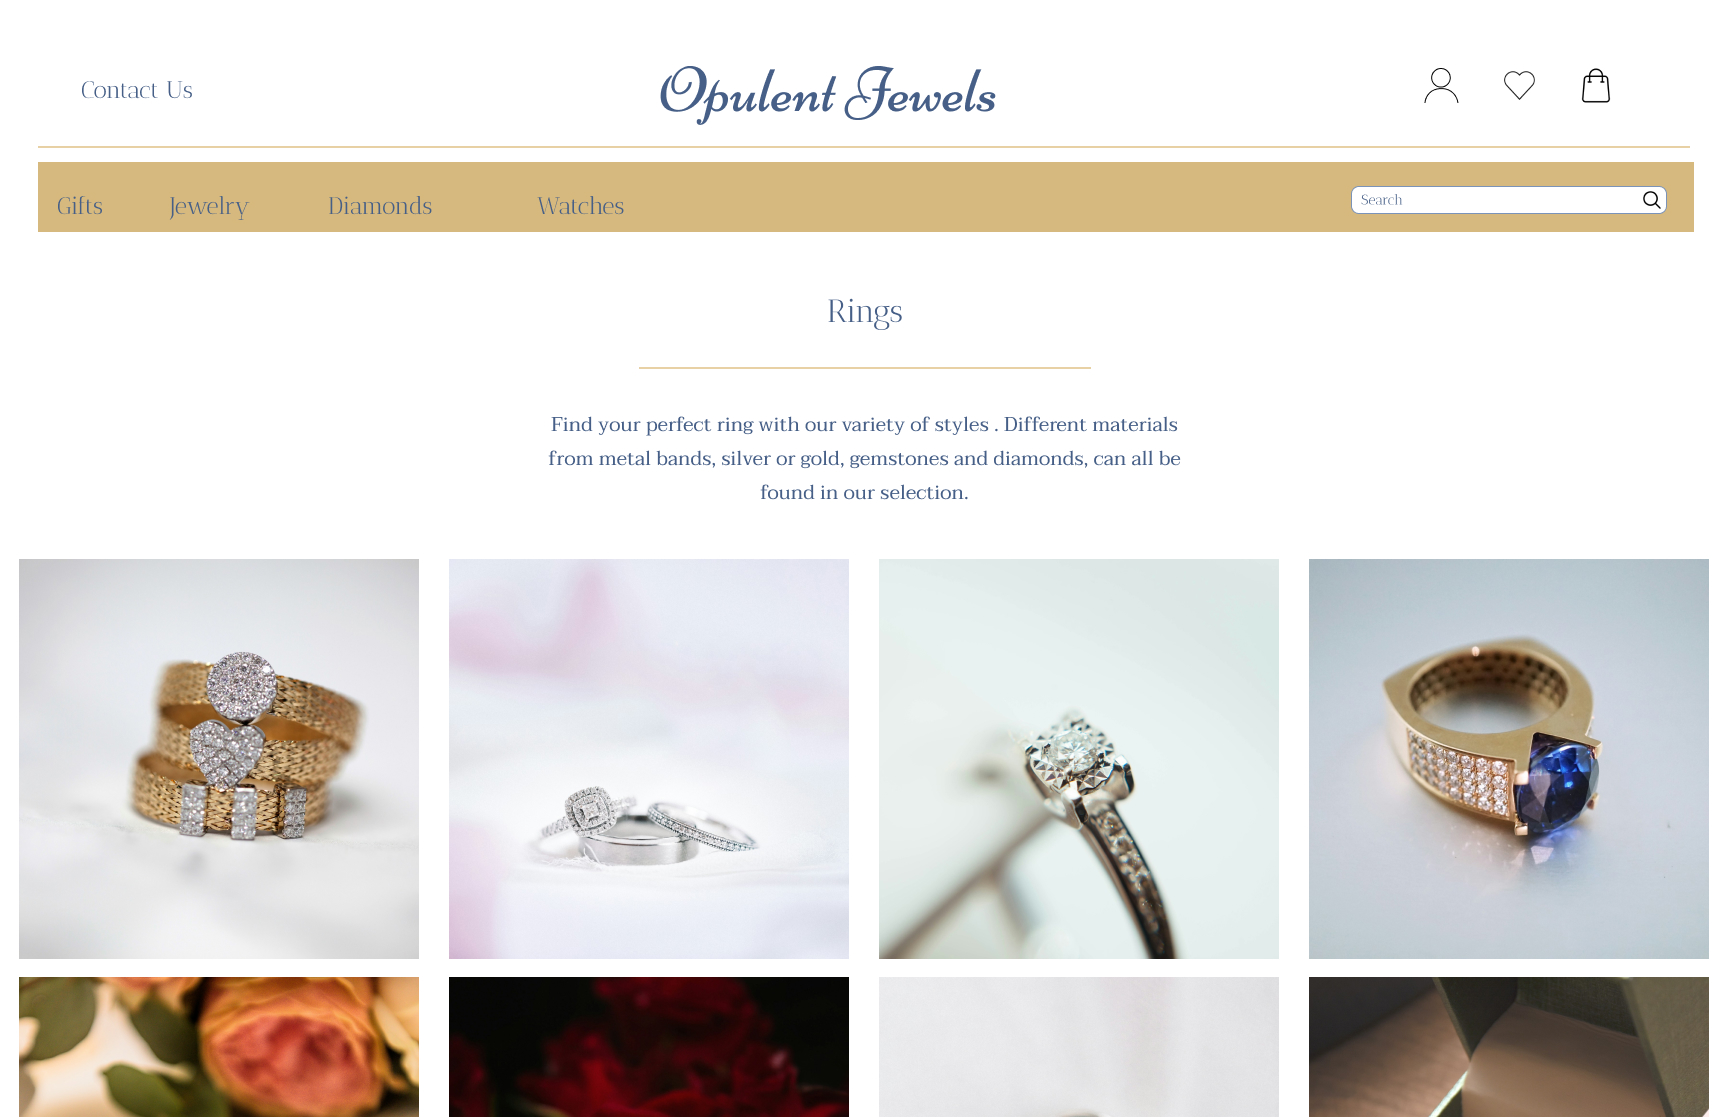 Contact Us
Opulent Jewels
Gifts
Jewelry
Diamonds
Watches
Search
Rings
Find your perfect ring with our variety of styles . Different materials
from metal bands, silver or gold, gemstones and diamonds, can all be
found in our selection.